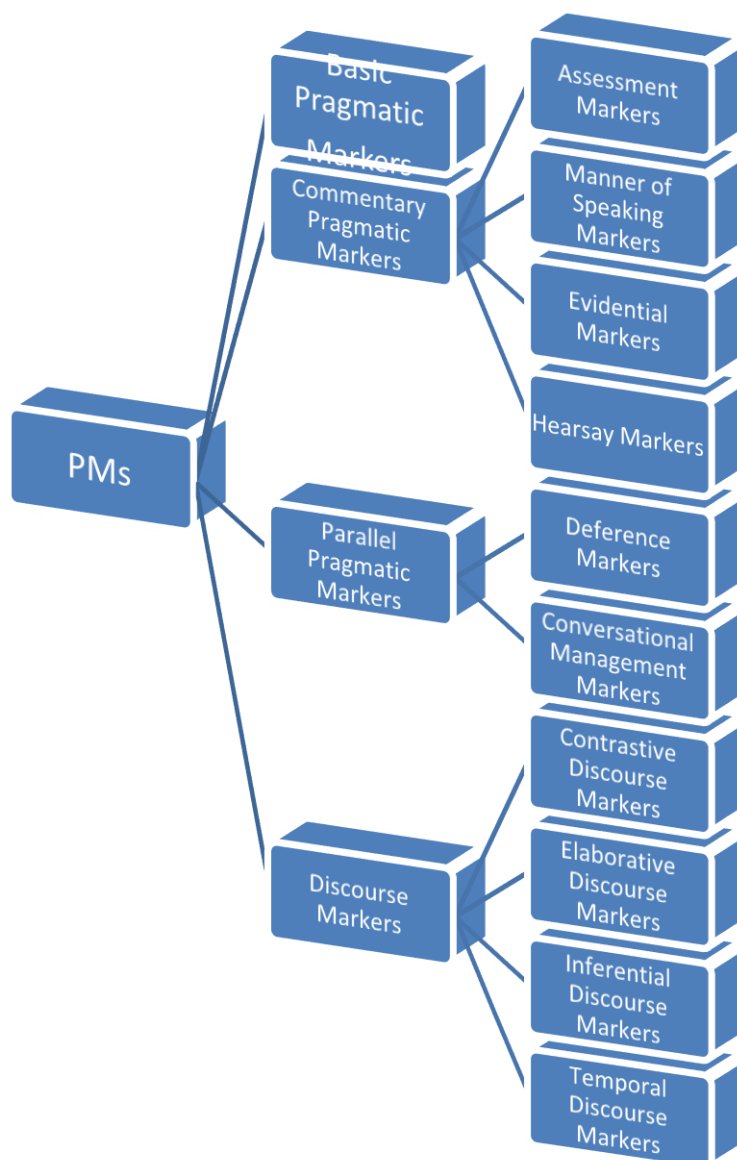 PMs
Basic
Pragmatic
Markers
Commentary
Pragmatic
Markers
Parallel
Pragmatic
Markers
Discourse
Markers
Assessment
Markers
Manner of
Speaking
Markers
Evidential
Markers
Hearsay Markers
Deference
Markers
Conversational
Management
Markers
Contrastive
Discourse
Markers
Elaborative
Discourse
Markers
Inferential
Discourse
Markers
Temporal
Discourse
Markers